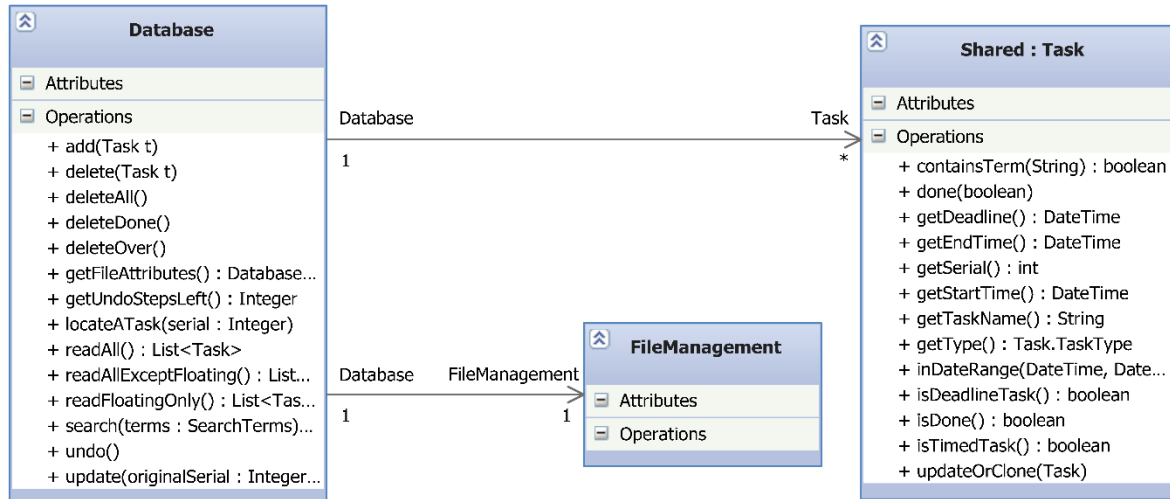 Database
Attributes
Operations
+ add(Task t)
+ delete(Task t)
+ deleteAll()
+ deleteDone()
+ deleteOver()
+ getFileAttributes() : Database...
+ getUndoStepsLeft() : Integer
+ locateATask(serial : Integer)
+ readAll() : List<Task>
+ readAllExceptFloating() : List...
+ readFloatingOnly() : List<Tas...
+ search(terms : SearchTerms)...
+ undo()
+ update(originalSerial : Integer...
Database
Task
1
*
Database
FileManagement
1
1
FileManagement
Attributes
Operations
Shared : Task
Attributes
Operations
+ containsTerm(String) : boolean
+ done(boolean)
+ getDeadline() : DateTime
+ getEndTime() : DateTime
+ getSerial() : int
+ getStartTime() : DateTime
+ getTaskName() : String
+ getType() : Task.TaskType
+ inDateRange(DateTime, Date...
+ isDeadlineTask() : boolean
+ isDone() : boolean
+ isTimedTask() : boolean
+ updateOrClone(Task)